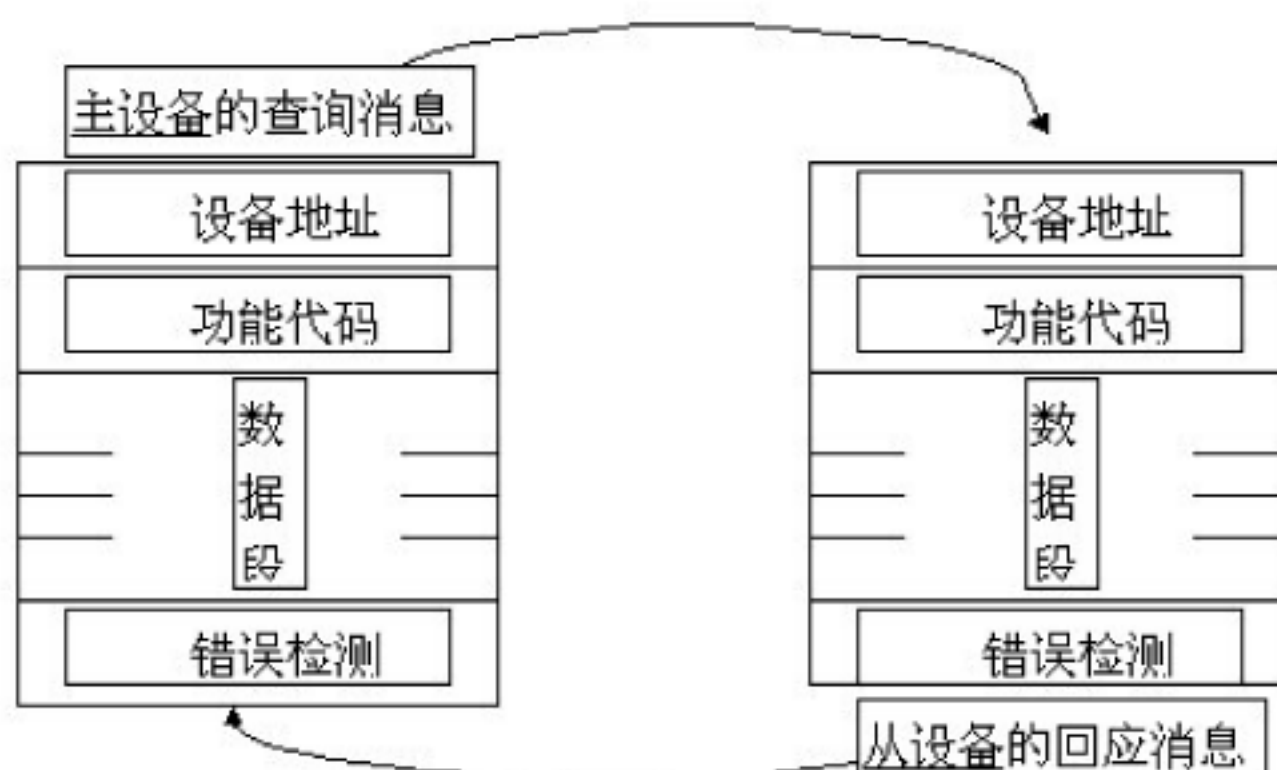 主设备的查询消息
设备地址
功能代码
数
据
段
错误检测
设备地址
功能代码
数
据
段
错误检测
从设备的回应消息